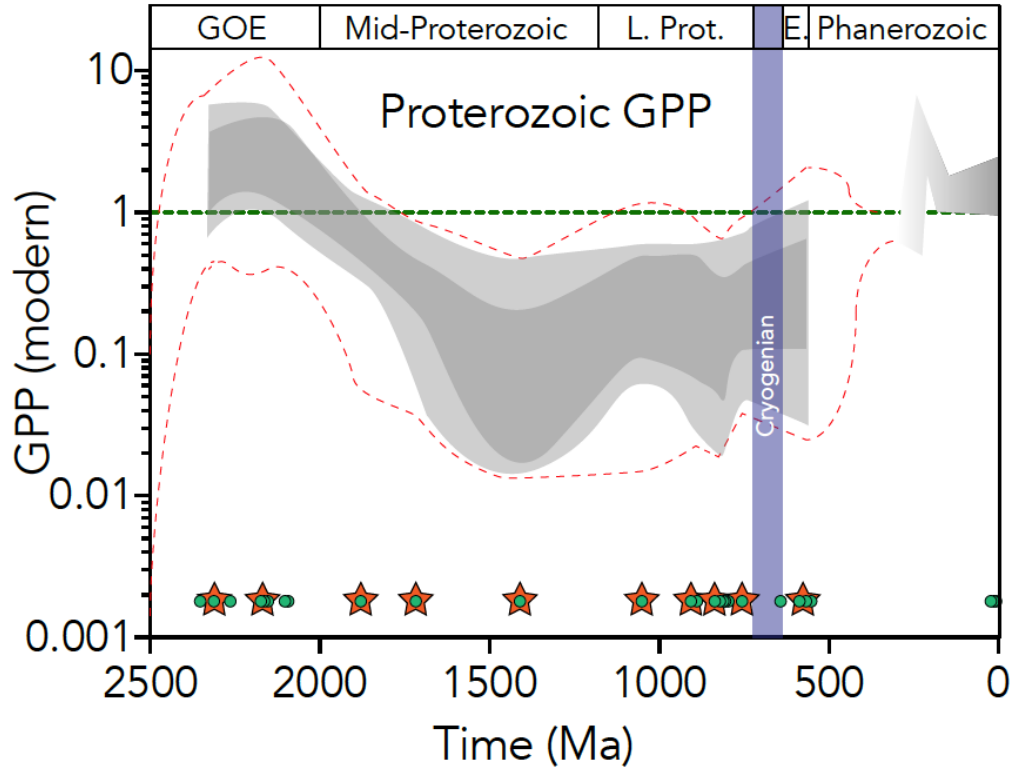 GOE Mid-Proterozoic L. Prot. E. Phanerozoic
Proterozoic GPP
10
1
0.1
0.01
0.001
GPP (modern)
Cryogenian
2500 2000 1500 1000 500 0
Time (Ma)